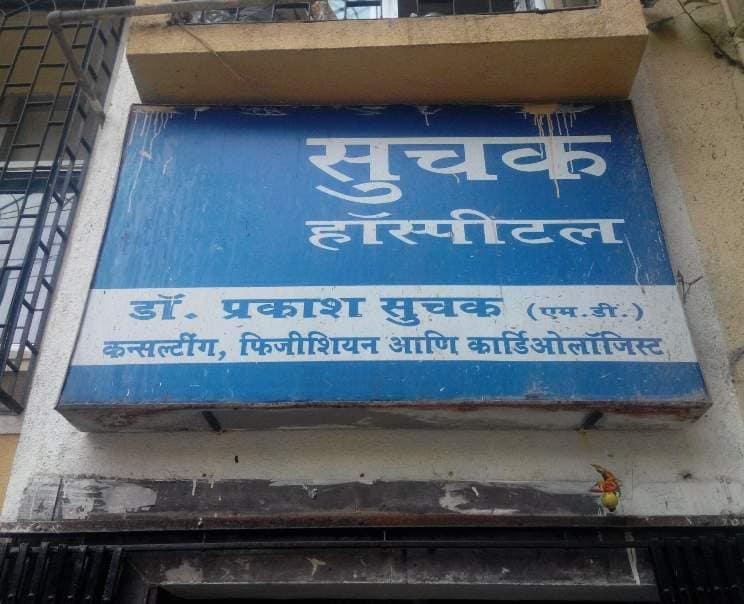 सुचक
हॉस्पीटल
डॉ. प्रकाश सुचक (एम.डी.)
कन्सल्टींग, फिजीशियन आणि कार्डिओलॉजिस्ट